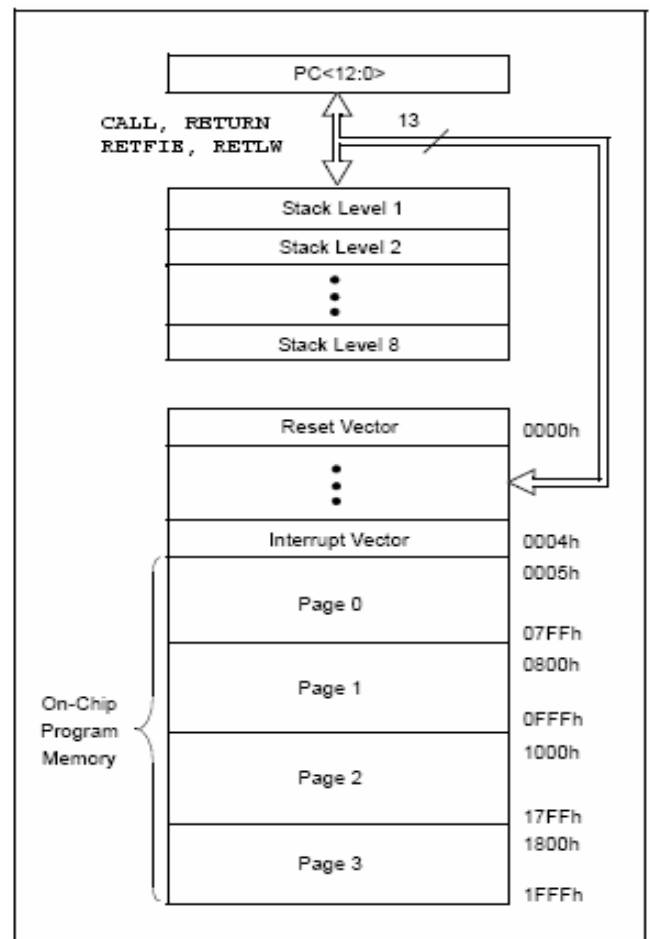 PC<12:0>
CALL, RETURN
RETFIE, RETLW
13
Stack Level 1
Stack Level 2
Stack Level 8
Reset Vector
0000h
Interrupt Vector
0004h
0005h
Page 0
07FFh
0800h
Page 1
0FFFh
On-Chip
Program
Memory
1000h
Page 2
17FFh
1800h
Page 3
1FFFh